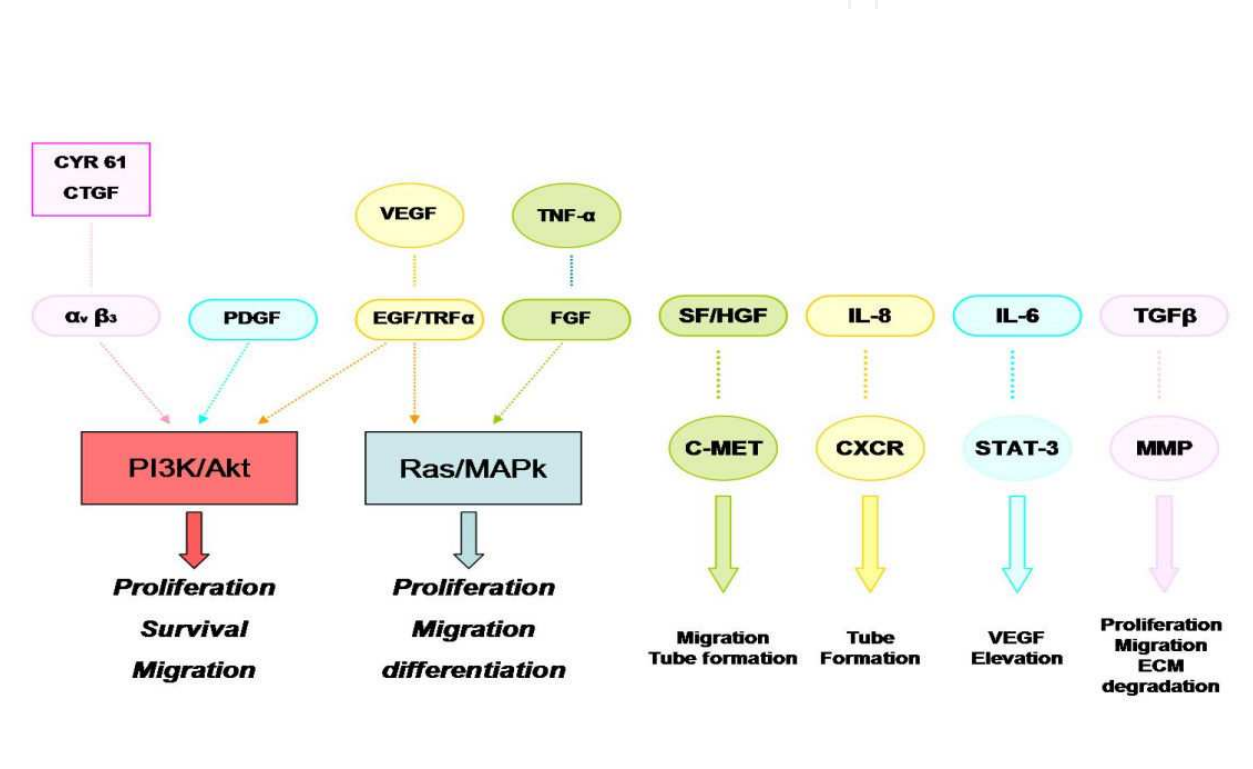 CYR 61
CTGF
VEGF
TNF-α
αᵥ β₃
PDGF
EGF/TRFα
FGF
SF/HGF
IL-8
IL-6
TGFβ
PI3K/Akt
Ras/MAPk
C-MET
CXCR
STAT-3
MMP
Proliferation
Survival
Migration
Proliferation
Migration
differentiation
Migration
Tube formation
Tube
Formation
VEGF
Elevation
Proliferation
Migration
ECM
degradation